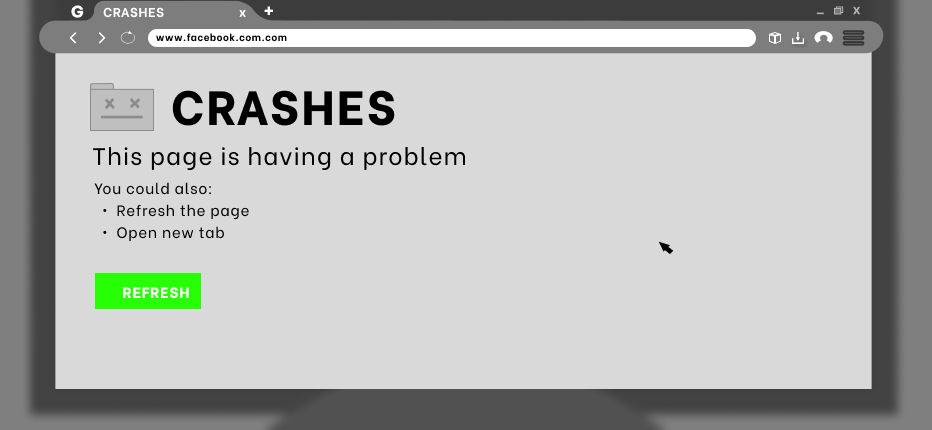 G CRASHES x +
www.facebook.com.com
CRASHES
This page is having a problem
You could also:
• Refresh the page
• Open new tab
REFRESH